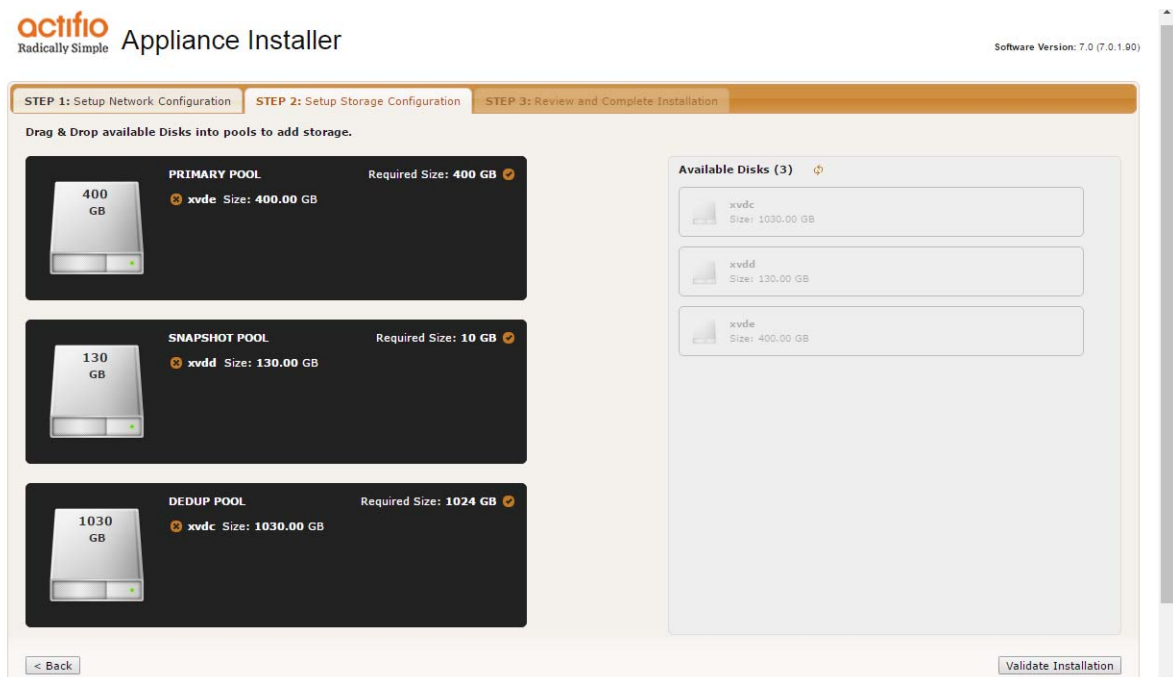 actifio
Radically Simple
Appliance Installer
Software Version: 7.0 (7.0.1.90)
STEP 1: Setup Network Configuration
STEP 2: Setup Storage Configuration
STEP 3: Review and Complete Installation
Drag & Drop available Disks into pools to add storage.
400
GB
PRIMARY POOL
Required Size: 400 GB
xvde Size: 400.00 GB
130
GB
SNAPSHOT POOL
Required Size: 10 GB
xvdd Size: 130.00 GB
1030
GB
DEDUP POOL
Required Size: 1024 GB
xvdc Size: 1030.00 GB
Available Disks (3)
xvdc
Size: 1030.00 GB
xvdd
Size: 130.00 GB
xvde
Size: 400.00 GB
< Back
Validate Installation